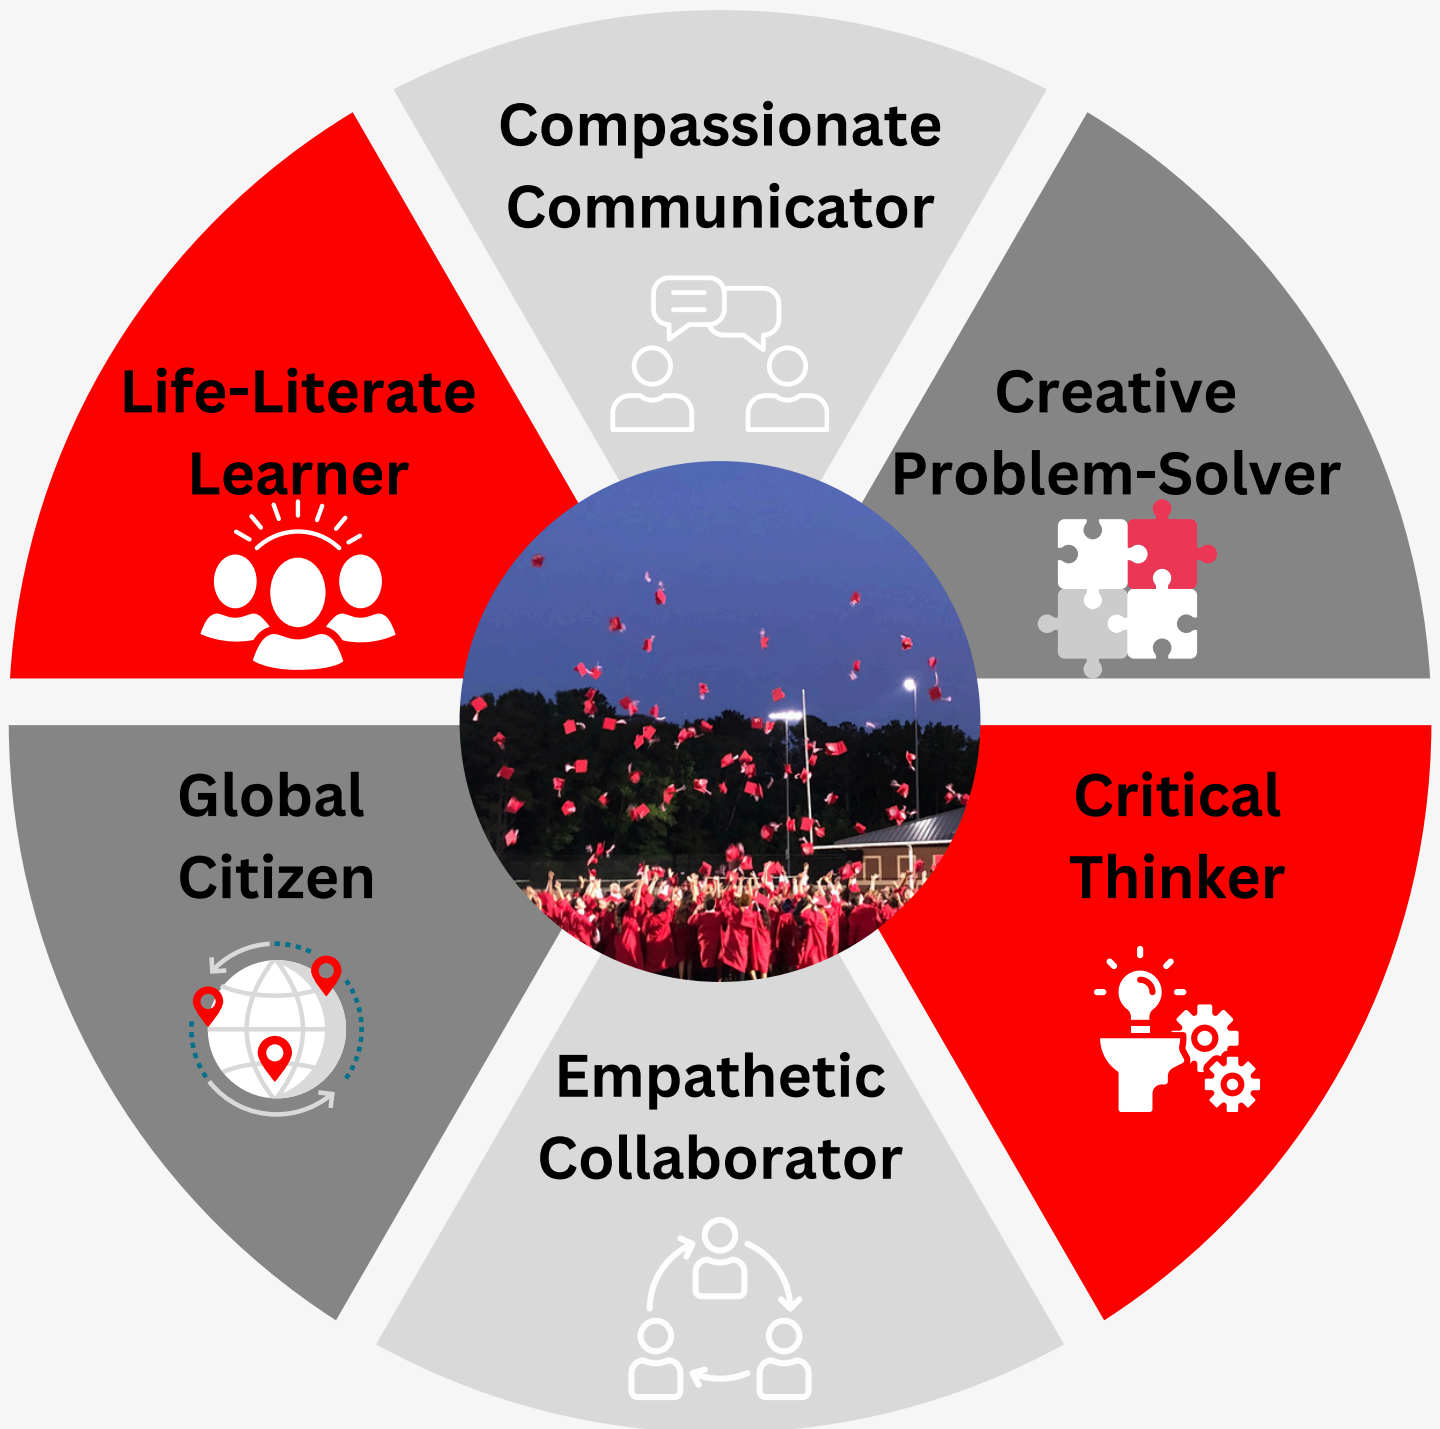 Compassionate
Communicator
Creative
Problem-Solver
Critical
Thinker
Empathetic
Collaborator
Global
Citizen
Life-Literate
Learner